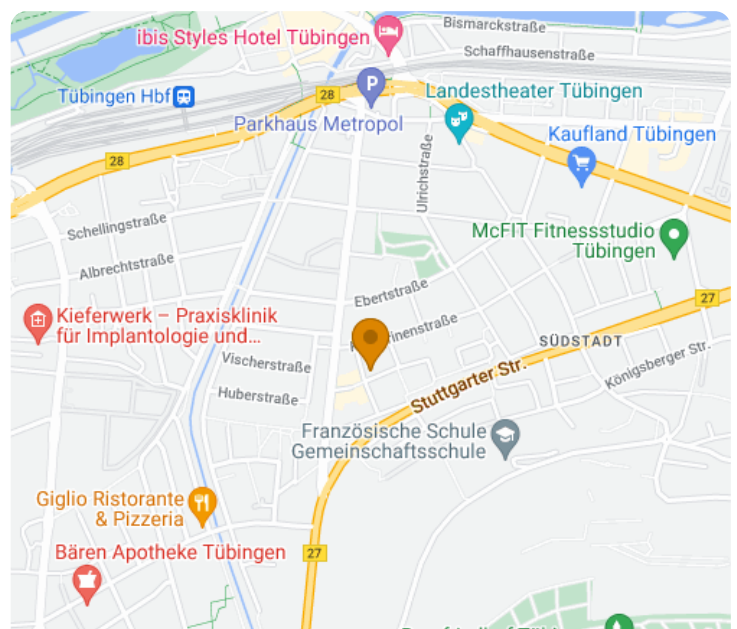 Bismarckstraße
ibis Styles Hotel Tübingen
Schaffhausenstraße
P
Tübingen Hbf
28
Landestheater Tübingen
Parkhaus Metropol
Kaufland Tübingen
28
Ulrichstraße
Schellingstraße
McFIT Fitnessstudio
Tübingen
Albrechtstraße
Ebertstraße
27
Kieferwerk – Praxisklinik
für Implantologie und...
inenstraße
SÜDSTADT
Vischerstraße
Königsberger Str.
Stuttgarter Str.
Huberstraße
Französische Schule
Gemeinschaftsschule
Giglio Ristorante
& Pizzeria
27
Bären Apotheke Tübingen